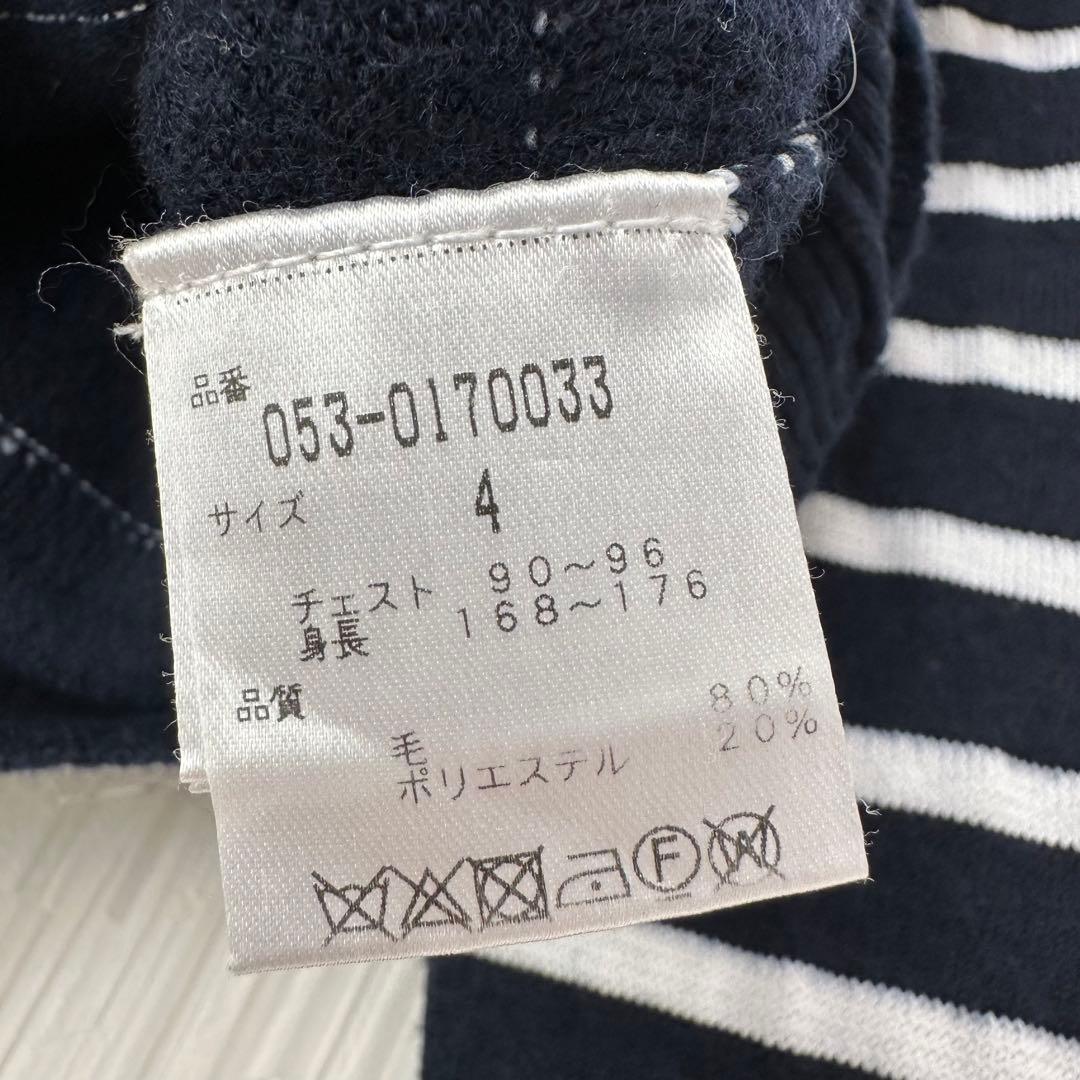 品番 053-0170033
サイズ 4
チェスト 90～96
身長 168～176
品質
毛 80%
ポリエステル 20%
F W